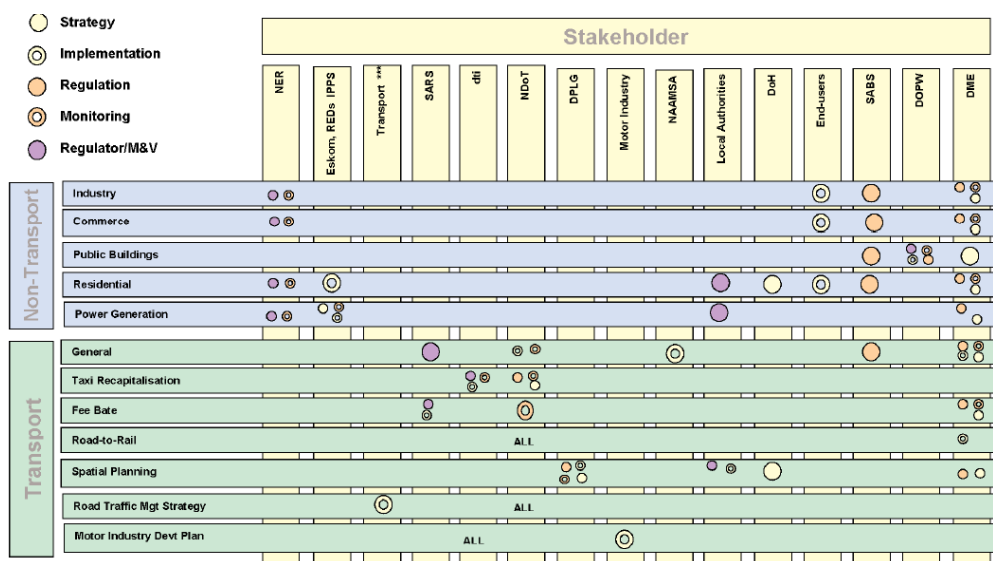 Strategy
Implementation
Regulation
Monitoring
Regulator/M&V
Stakeholder
NER
Eskom, REDs IPPS
Transport ***
SARS
dti
NDoT
DPLG
Motor Industry
NAAMSA
Local Authorities
DoH
End-users
SABS
DOPW
DME
Non-Transport
Industry
Commerce
Public Buildings
Residential
Power Generation
Transport
General
Taxi Recapitalisation
Fee Bate
Road-to-Rail ALL
Spatial Planning
Road Traffic Mgt Strategy ALL
Motor Industry Devt Plan ALL